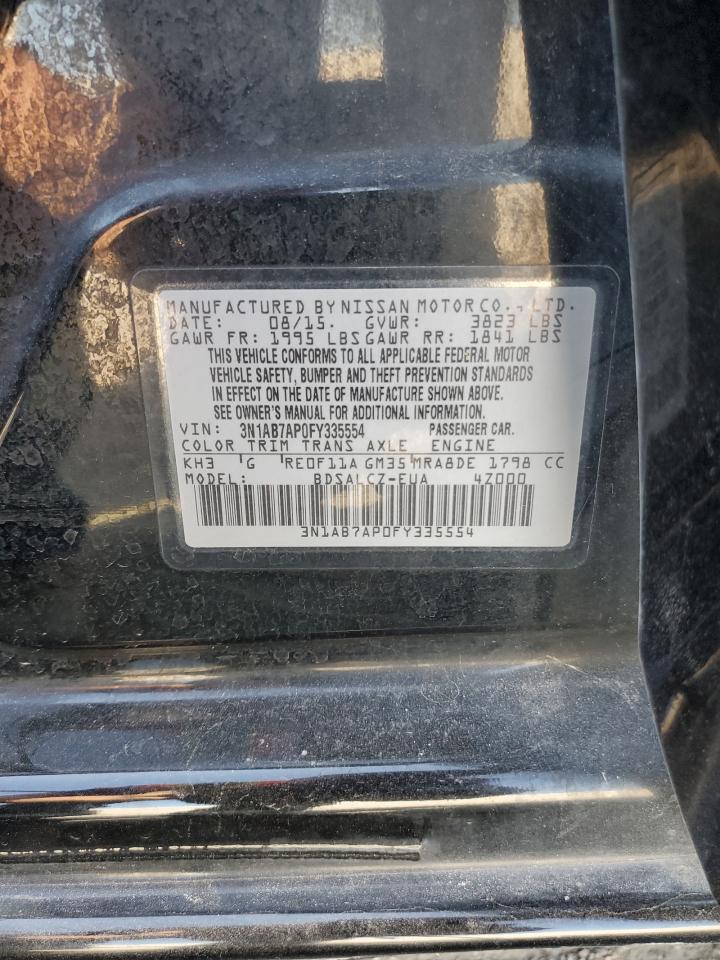 MANUFACTURED BY NISSAN MOTOR CO., LTD.
DATE: 08/15. GVWR: 3823 LBS
GAWR FR: 1995 LBS GAWR RR: 1841 LBS
THIS VEHICLE CONFORMS TO ALL APPLICABLE FEDERAL MOTOR
VEHICLE SAFETY, BUMPER AND THEFT PREVENTION STANDARDS
IN EFFECT ON THE DATE OF MANUFACTURE SHOWN ABOVE.
SEE OWNER'S MANUAL FOR ADDITIONAL INFORMATION.
VIN: 3N1AB7AP0FY335554 PASSENGER CAR.
COLOR TRIM TRANS AXLE ENGINE
KH3 'G RE0F11A GM35 MRA8DE 1798 CC
MODEL: BDSALCZ-EUA 4Z000
3N1AB7AP0FY335554